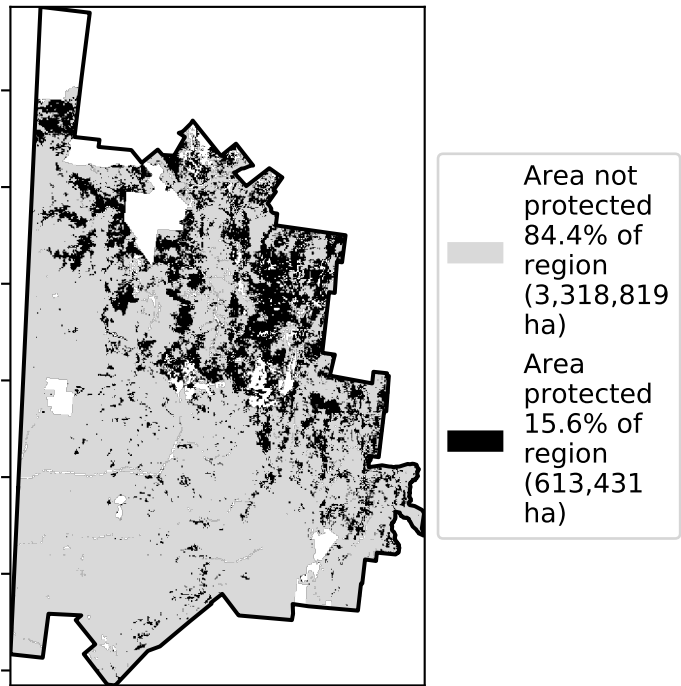 Area not
protected
84.4% of
region
(3,318,819
ha)
Area
protected
15.6% of
region
(613,431
ha)